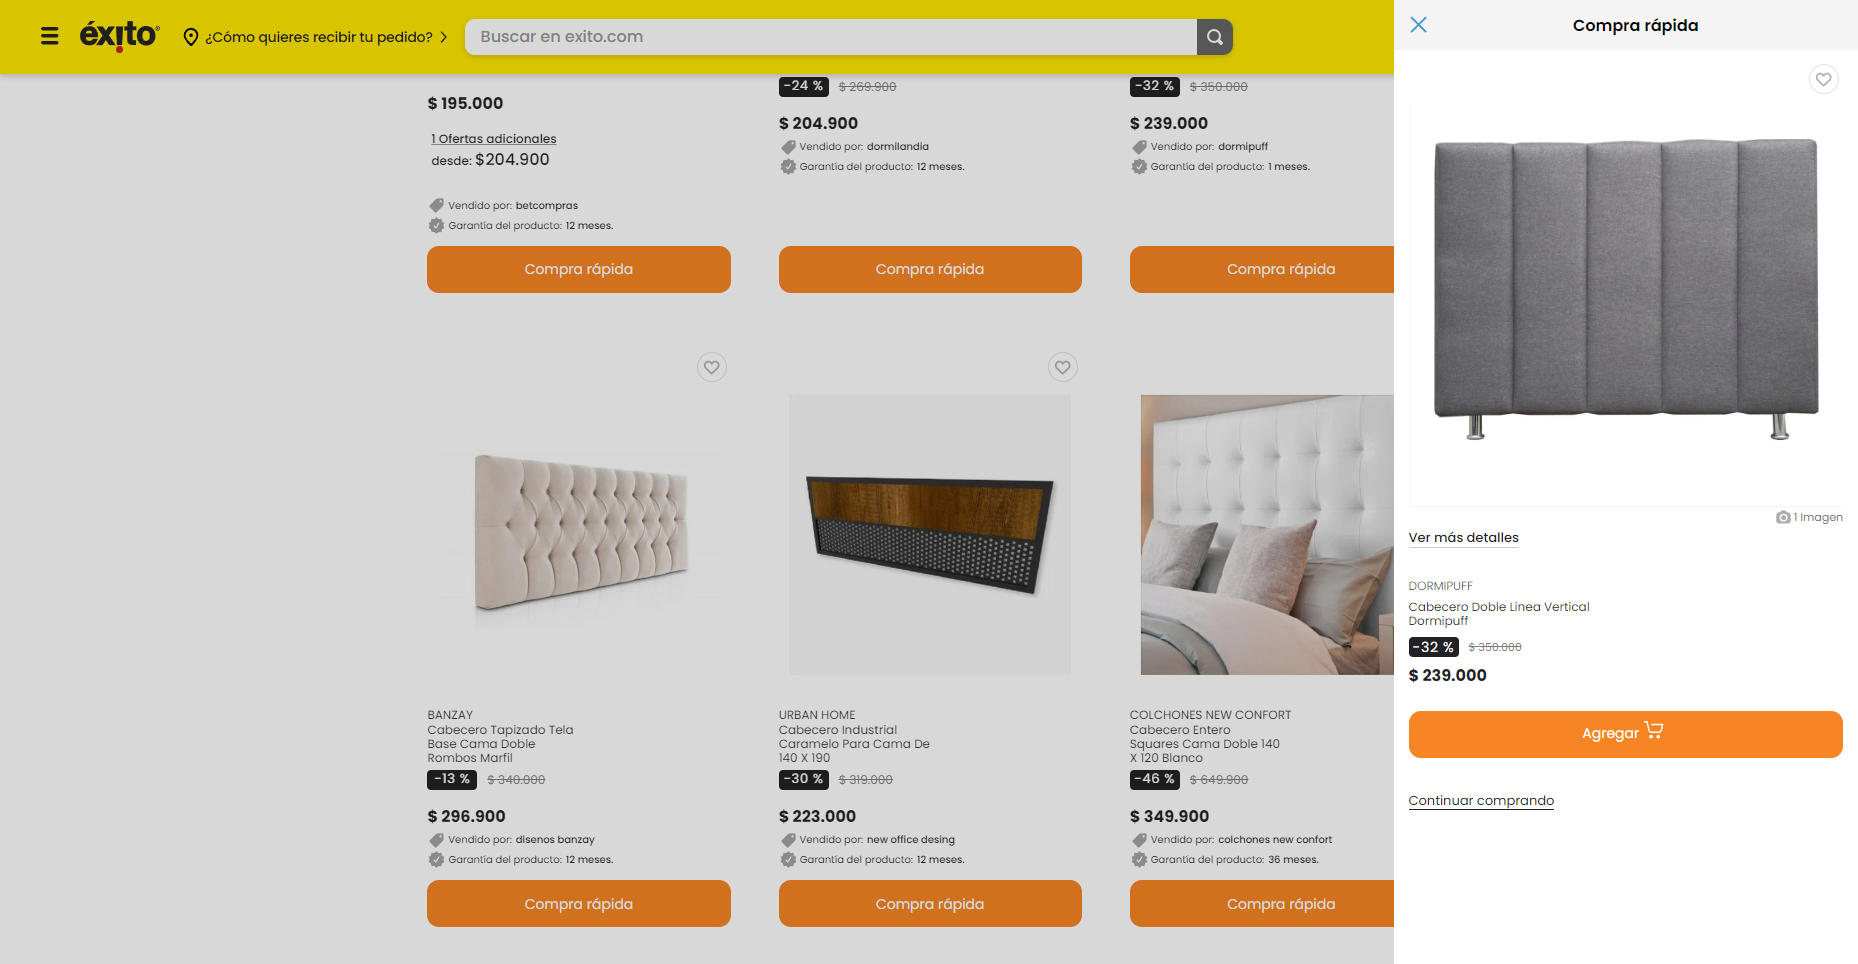 éxito
¿Cómo quieres recibir tu pedido?
Buscar en exito.com
$ 195.000
1 Ofertas adicionales
desde: $204.900
Vendido por: betcompras
Garantía del producto: 12 meses.
Compra rápida
-24 % $ 269.900
$ 204.900
Vendido por: dormilandia
Garantía del producto: 12 meses.
Compra rápida
-32 % $ 350.000
$ 239.000
Vendido por: dormipuff
Garantía del producto: 1 meses.
Compra rápida
BANZAY
Cabecero Tapizado Tela
Base Cama Doble
Rombos Marfil
-13 % $ 340.000
$ 296.900
Vendido por: disenos banzay
Garantía del producto: 12 meses.
Compra rápida
URBAN HOME
Cabecero Industrial
Caramelo Para Cama De
140 X 190
-30 % $ 319.000
$ 223.000
Vendido por: new office desing
Garantía del producto: 12 meses.
Compra rápida
COLCHONES NEW CONFORT
Cabecero Entero
Squares Cama Doble 140
X 120 Blanco
-46 % $ 649.900
$ 349.900
Vendido por: colchones new confort
Garantía del producto: 36 meses.
Compra rápida
Compra rápida
1 Imagen
Ver más detalles
DORMIPUFF
Cabecero Doble Linea Vertical
Dormipuff
-32 % $ 350.000
$ 239.000
Agregar
Continuar comprando